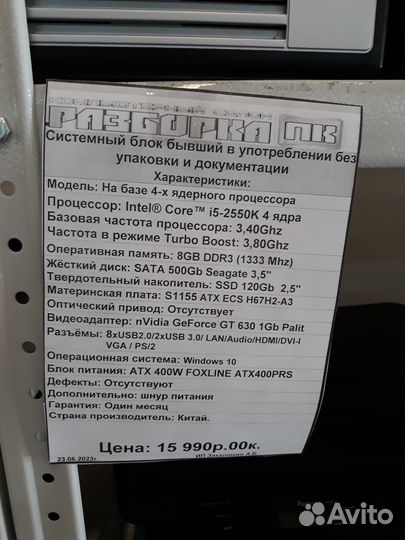 КОМПЬЮТЕРНЫЙ
РАЗБОРКА ПК
Системный блок бывший в употреблении без
упаковки и документации
Характеристики:
Модель: На базе 4-х ядерного процессора
Процессор: Intel® Core™ i5-2550K 4 ядра
Базовая частота процессора: 3,40Ghz
Частота в режиме Turbo Boost: 3,80Ghz
Оперативная память: 8GB DDR3 (1333 Mhz)
Жёсткий диск: SATA 500Gb Seagate 3,5"
Твердотельный накопитель: SSD 120Gb 2,5"
Материнская плата: S1155 ATX ECS H67H2-A3
Оптический привод: Отсутствует
Видеоадаптер: nVidia GeForce GT 630 1Gb Palit
Разъёмы: 8xUSB2.0/2xUSB 3.0/ LAN/Audio/HDMI/DVI-I
VGA / PS/2
Операционная система: Windows 10
Блок питания: ATX 400W FOXLINE ATX400PRS
Дефекты: Отсутствуют
Дополнительно: шнур питания
Гарантия: Один месяц
Страна производитель: Китай.
Цена: 15 990р.00к.
23.06.2023г. ИП Закалюкин А.Б.
Avito